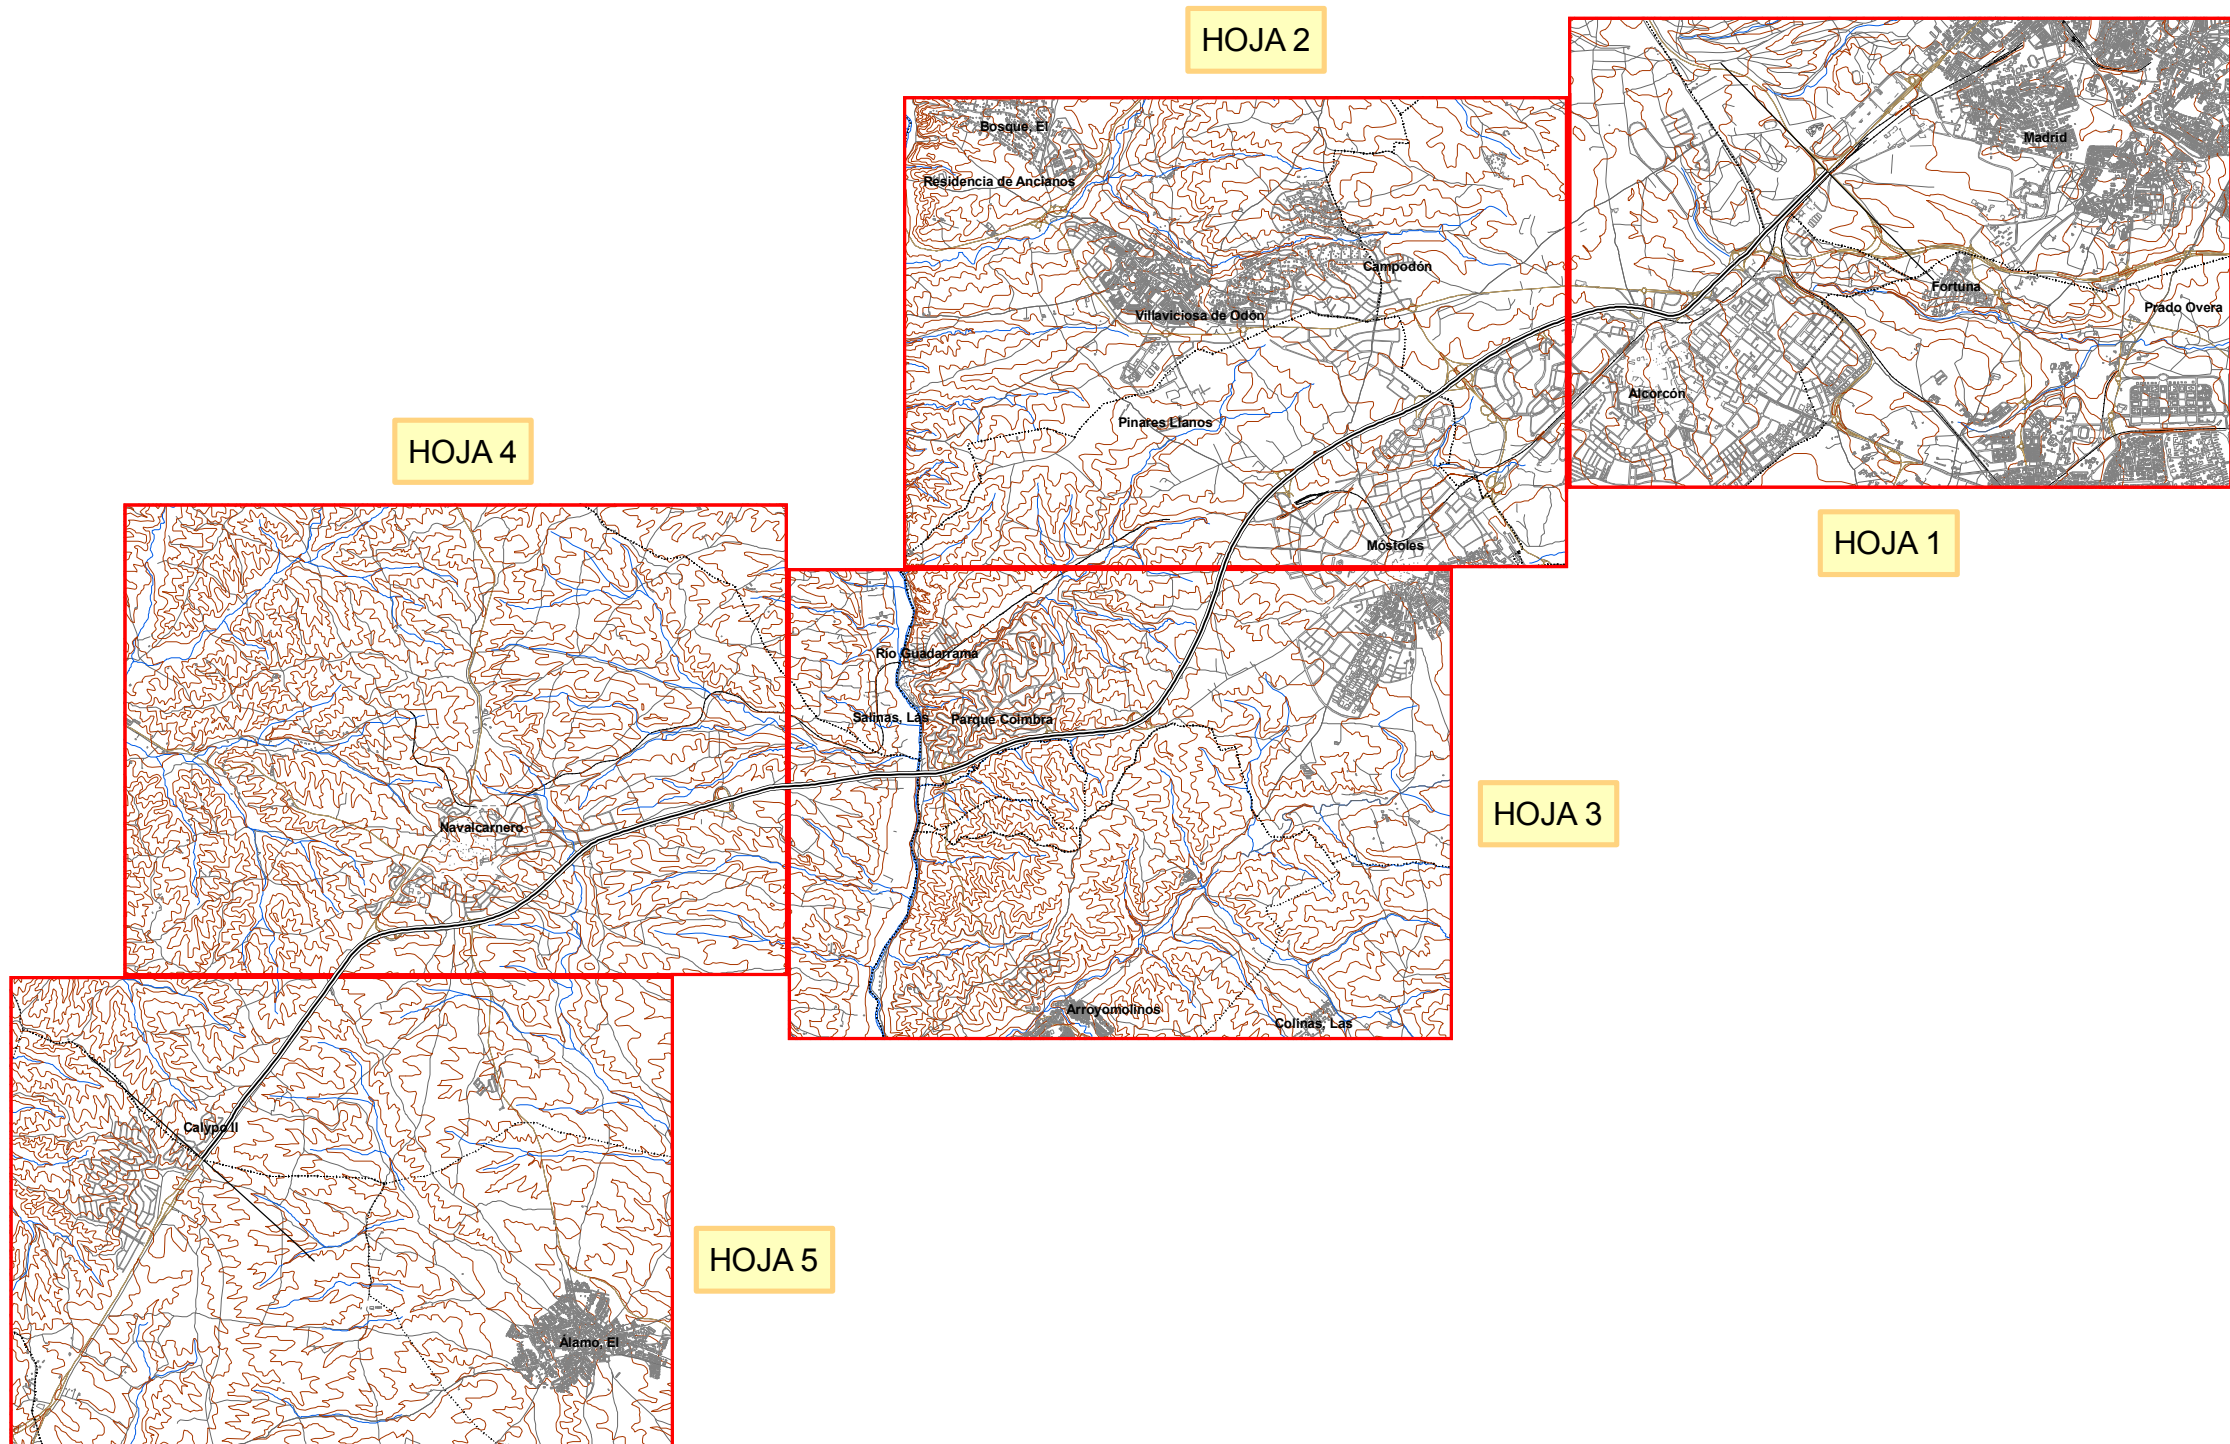 HOJA 2
Madrid
Fortuna
Prado Overa
Alcorcón
HOJA 1
Bosque, El
Residencia de Ancianos
Campodón
Villaviciosa de Odón
Pinares Llanos
Móstoles
HOJA 4
Navalcarnero
Río Guadarrama
Salinas, Las
Parque Coimbra
Arroyomolinos
Colinas, Las
HOJA 3
Calypo II
Álamo, El
HOJA 5